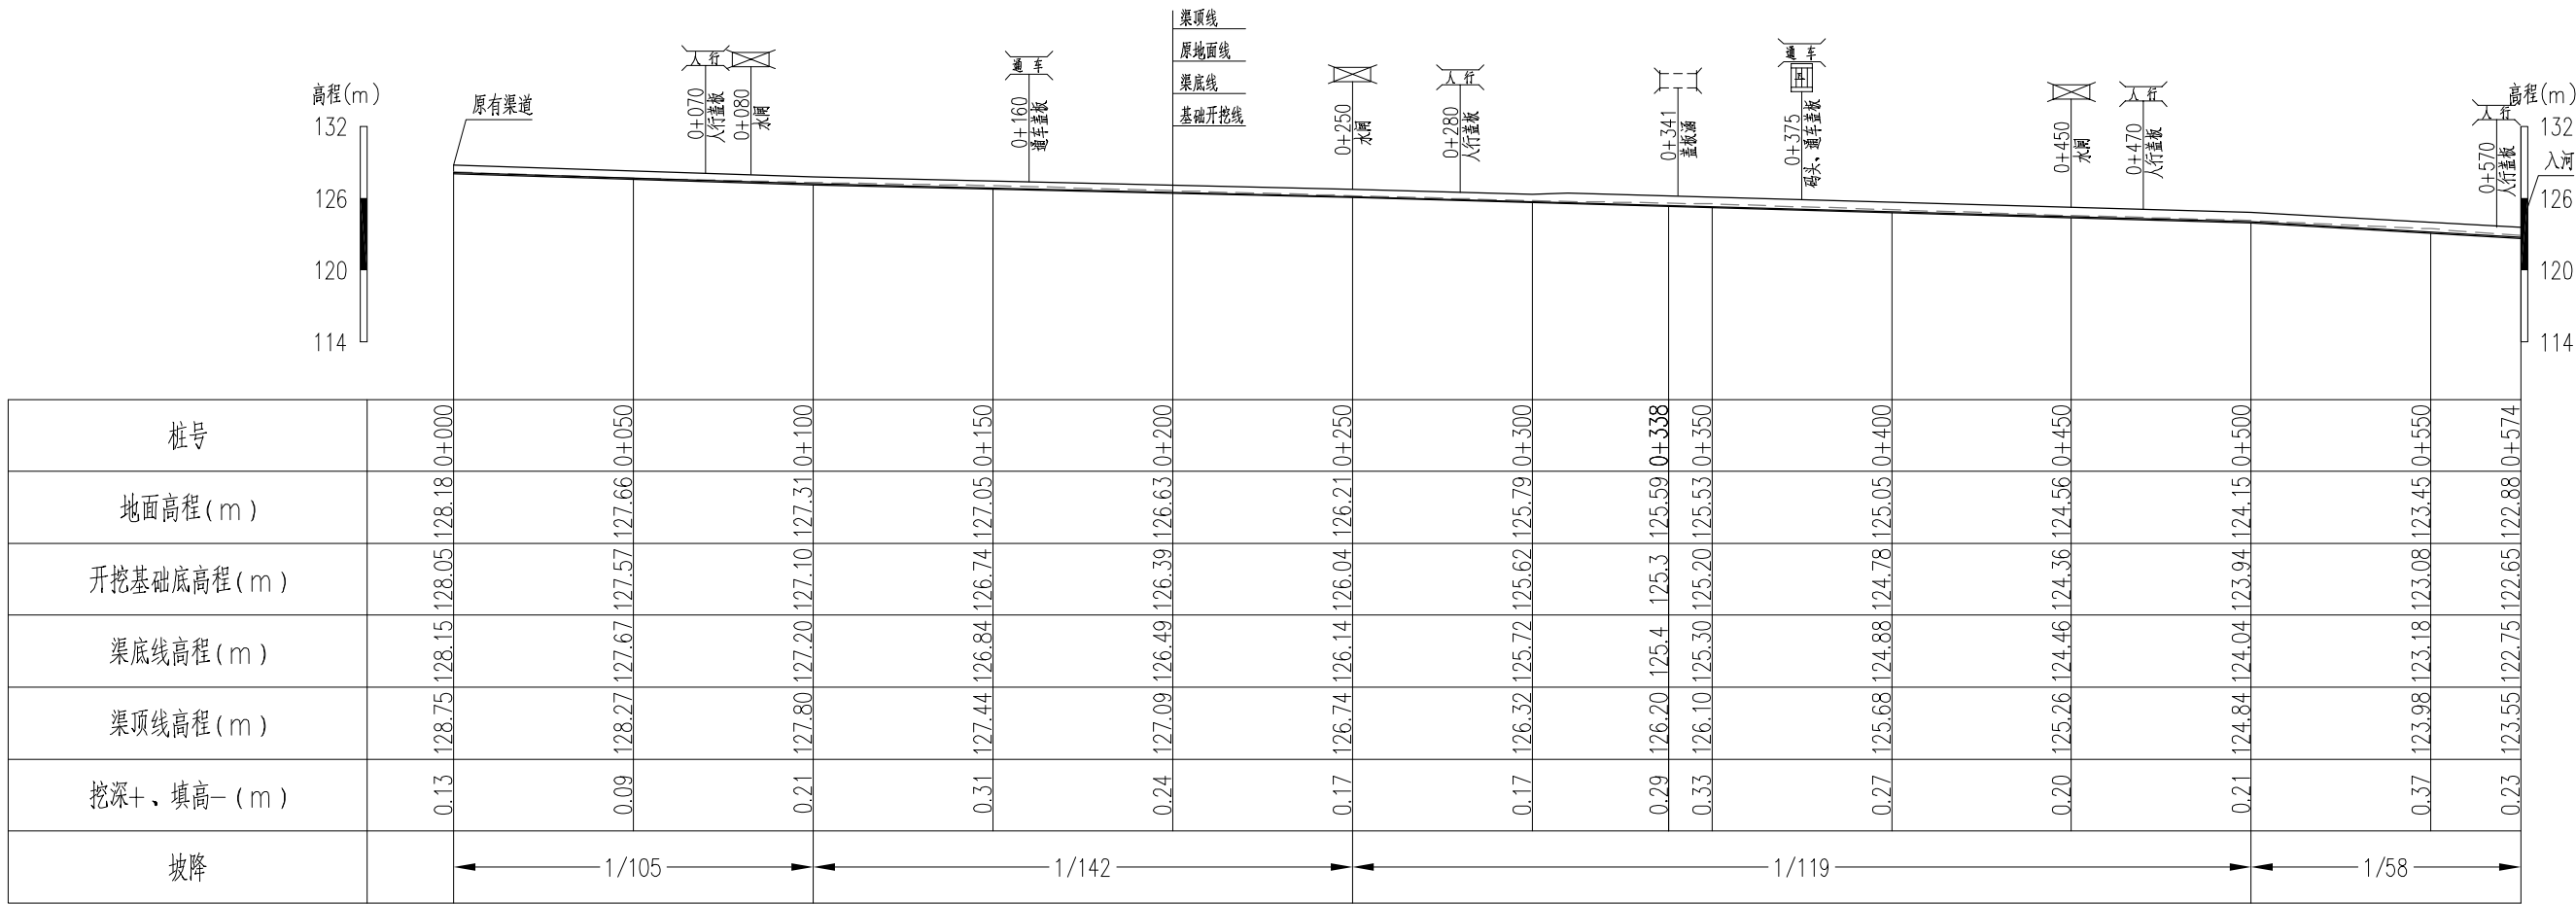 渠顶线
原地面线
渠底线
基础开挖线
高程(m)
132
126
120
114
原有渠道
人 行
0+070
人行盖板
0+080
水闸
通 车
0+160
通车盖板
0+250
水闸
人 行
0+280
人行盖板
0+341
盖板涵
通 车
0+375
码头、通车盖板
0+450
水闸
人 行
0+470
人行盖板
人 行
0+570
人行盖板
高程(m)
132
入河
126
120
114
桩号 0+000 0+050 0+100 0+150 0+200 0+250 0+300 0+338 0+350 0+400 0+450 0+500 0+550 0+574
地面高程(m) 128.18 127.66 127.31 127.05 126.63 126.21 125.79 125.59 125.53 125.05 124.56 124.15 123.45 122.88
开挖基础底高程(m) 128.05 127.57 127.10 126.74 126.39 126.04 125.62 125.3 125.20 124.78 124.36 123.94 123.08 122.65
渠底线高程(m) 128.15 127.67 127.20 126.84 126.49 126.14 125.72 125.4 125.30 124.88 124.46 124.04 123.18 122.75
渠顶线高程(m) 128.75 128.27 127.80 127.44 127.09 126.74 126.32 126.20 126.10 125.68 125.26 124.84 123.98 123.55
挖深+、填高-(m) 0.13 0.09 0.21 0.31 0.24 0.17 0.17 0.29 0.33 0.27 0.20 0.21 0.37 0.23
坡降 1/105 1/142 1/119 1/58